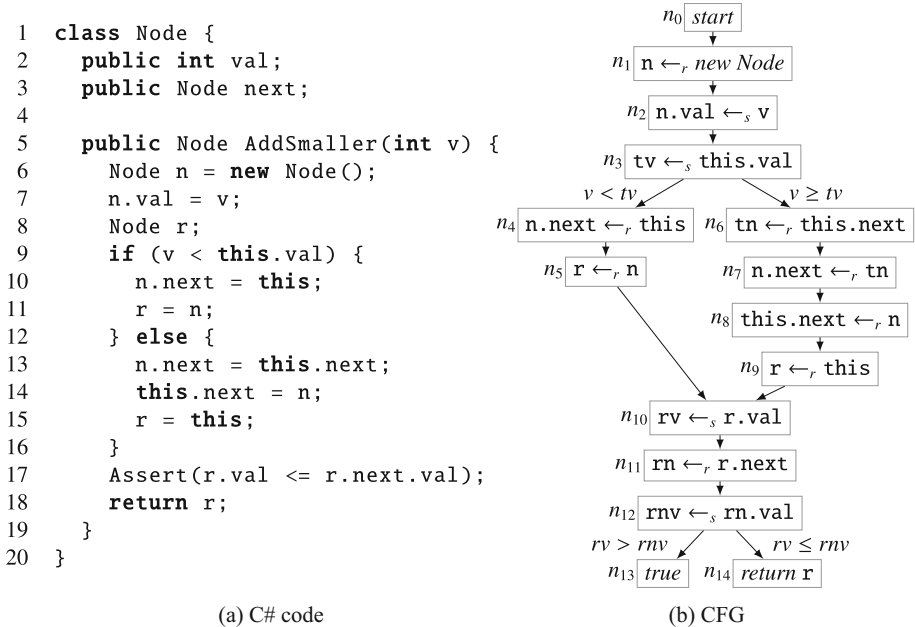 1 class Node {
2 public int val;
3 public Node next;
4
5 public Node AddSmaller(int v) {
6 Node n = new Node();
7 n.val = v;
8 Node r;
9 if (v < this.val) {
10 n.next = this;
11 r = n;
12 } else {
13 n.next = this.next;
14 this.next = n;
15 r = this;
16 }
17 Assert(r.val <= r.next.val);
18 return r;
19 }
20 }
(a) C# code
n0 start
n1 n ←r new Node
n2 n.val ←s v
n3 tv ←s this.val
v < tv v ≥ tv
n4 n.next ←r this n6 tn ←r this.next
n5 r ←r n n7 n.next ←r tn
n8 this.next ←r n
n9 r ←r this
n10 rv ←s r.val
n11 rn ←r r.next
n12 rnv ←s rn.val
rv > rnv rv ≤ rnv
n13 true n14 return r
(b) CFG